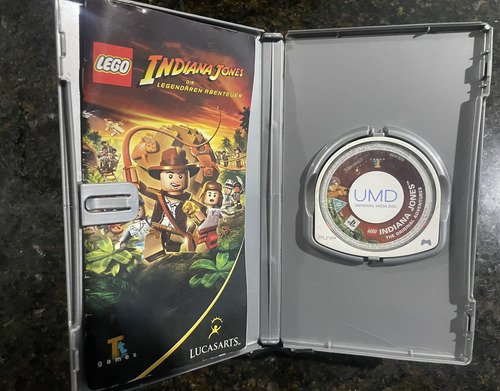 LEGO
INDIANA JONES
DIE
LEGENDÄREN ABENTEUER
Tt
games
LUCASARTS
UMD
UNIVERSAL MEDIA DISC
LEGO INDIANA JONES
THE ORIGINAL ADVENTURES
PSP